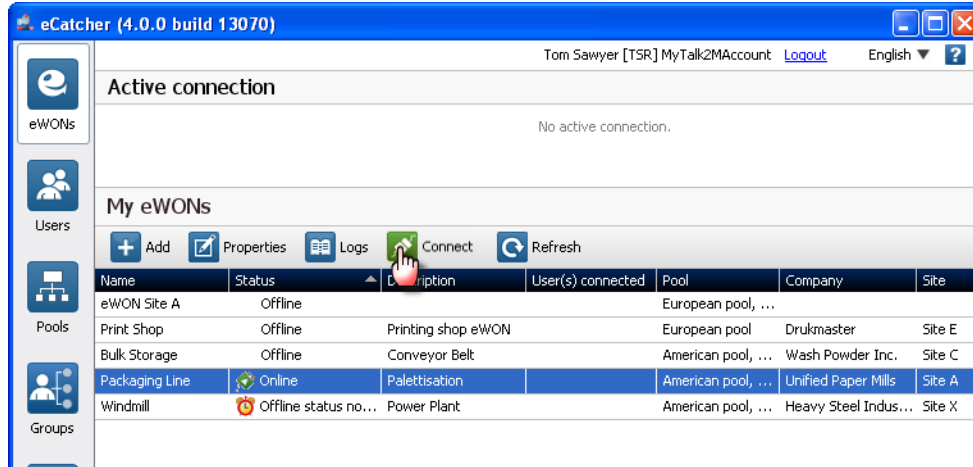 eCatcher (4.0.0 build 13070)
Tom Sawyer [TSR] MyTalk2MAccount Logout English ?
eWONs
Active connection
No active connection.
Users
My eWONs
Add Properties Logs Connect Refresh
Name Status Description User(s) connected Pool Company Site
eWON Site A Offline European pool, ...
Pools
Print Shop Offline Printing shop eWON European pool Drukmaster Site E
Bulk Storage Offline Conveyor Belt American pool, ... Wash Powder Inc. Site C
Packaging Line Online Palettisation American pool, ... Unified Paper Mills Site A
Windmill Offline status no... Power Plant American pool, ... Heavy Steel Indus... Site X
Groups